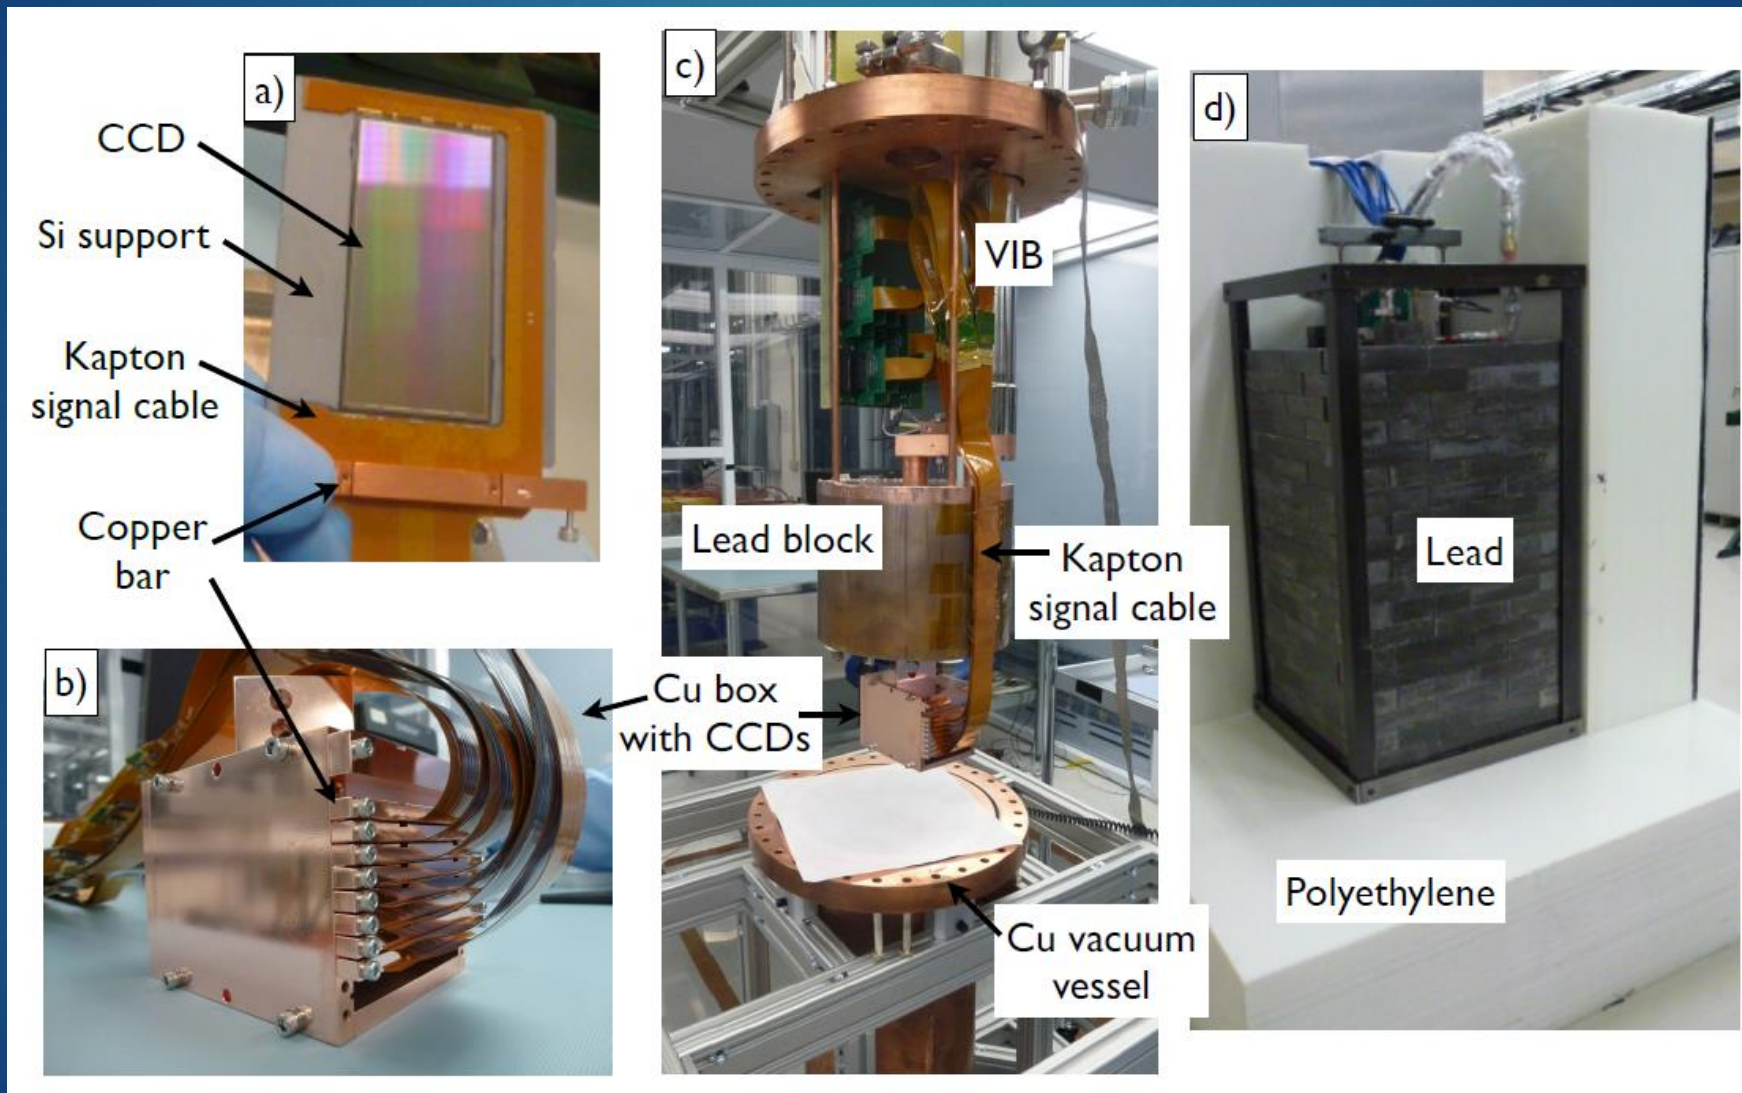 a)
CCD
Si support
Kapton
signal cable
Copper
bar
b)
Cu box
with CCDs
c)
VIB
Lead block
Kapton
signal cable
Cu vacuum
vessel
d)
Lead
Polyethylene